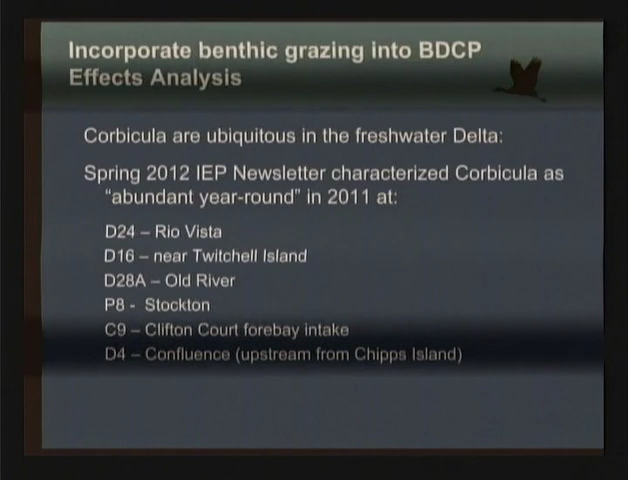 Incorporate benthic grazing into BDCP
Effects Analysis
Corbicula are ubiquitous in the freshwater Delta:
Spring 2012 IEP Newsletter characterized Corbicula as
“abundant year-round” in 2011 at:
D24 – Rio Vista
D16 – near Twitchell Island
D28A – Old River
P8 - Stockton
C9 – Clifton Court forebay intake
D4 – Confluence (upstream from Chipps Island)